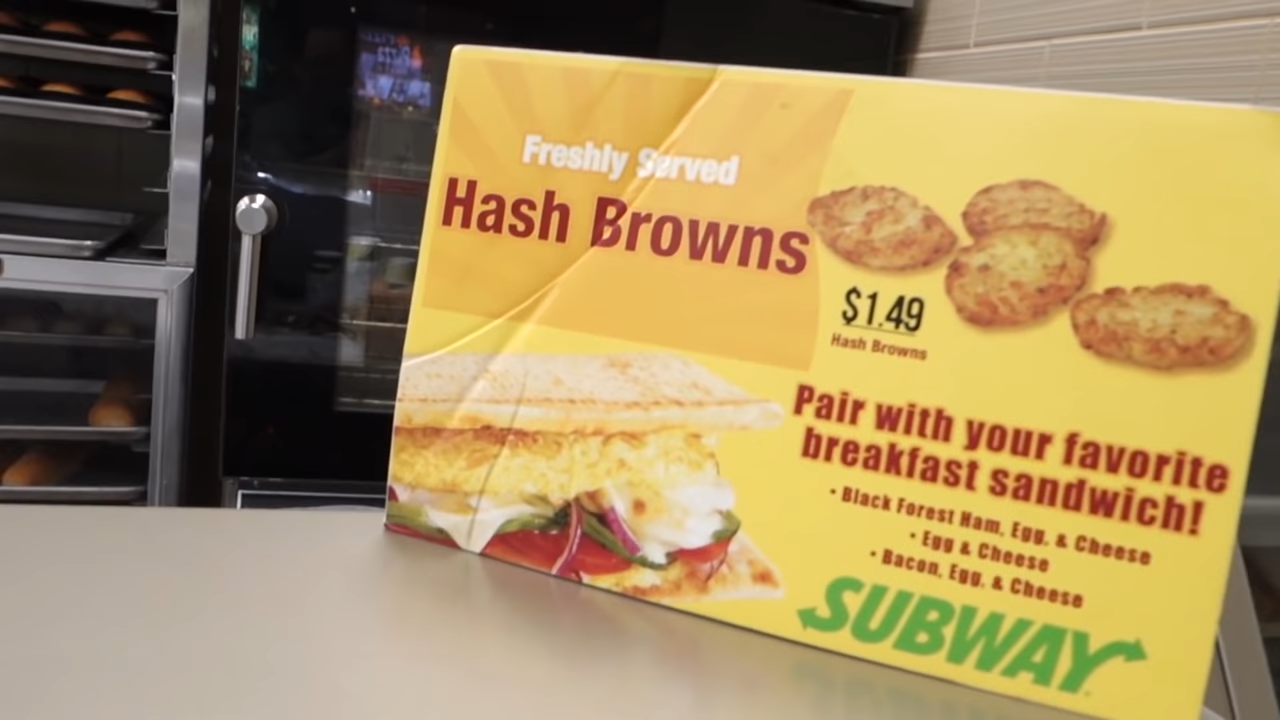 Freshly Served
Hash Browns
$1.49
Hash Browns
Pair with your favorite
breakfast sandwich!
• Black Forest Ham, Egg, & Cheese
• Egg & Cheese
• Bacon, Egg, & Cheese
SUBWAY